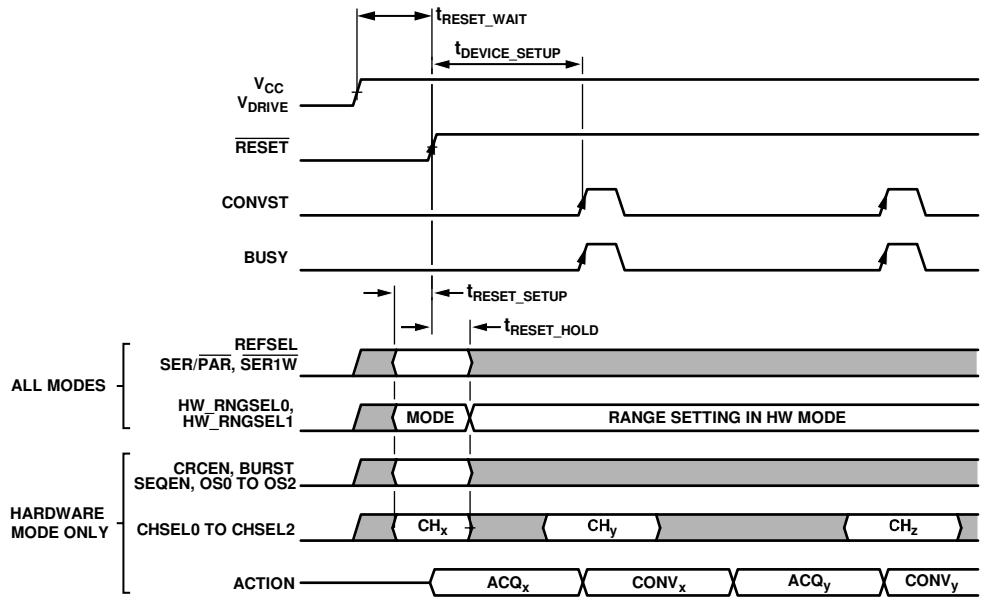 tRESET_WAIT
tDEVICE_SETUP
VCC
VDRIVE
RESET
CONVST
BUSY
tRESET_SETUP
tRESET_HOLD
ALL MODES
REFSEL
SER/PAR, SER1W
HW_RNGSEL0,
HW_RNGSEL1
MODE
RANGE SETTING IN HW MODE
HARDWARE
MODE ONLY
CRCEN, BURST
SEQEN, OS0 TO OS2
CHSEL0 TO CHSEL2
CHx
CHy
CHz
ACTION
ACQx
CONVx
ACQy
CONVy